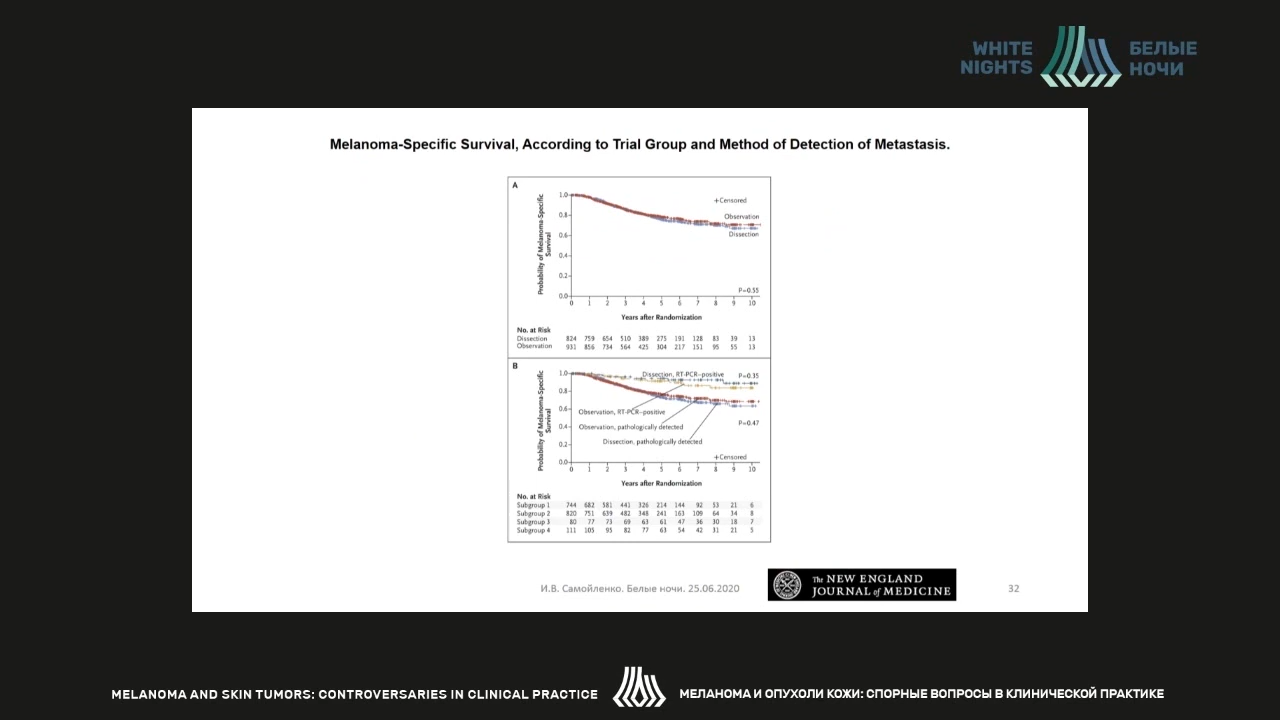 WHITE
NIGHTS
БЕЛЫЕ
НОЧИ
Melanoma-Specific Survival, According to Trial Group and Method of Detection of Metastasis.
A
Probability of Melanoma-Specific
Survival
1.0
0.8
0.6
0.4
0.2
0.0
+Censored
Observation
Dissection
P=0.55
0 1 2 3 4 5 6 7 8 9 10
Years after Randomization
No. at Risk
Dissection 824 759 654 510 389 275 191 128 83 39 13
Observation 931 856 734 564 425 304 217 151 95 55 13
B
Probability of Melanoma-Specific
Survival
1.0
0.8
0.6
0.4
0.2
0.0
Dissection, RT-PCR–positive
P=0.35
Observation, RT-PCR–positive
Observation, pathologically detected
P=0.47
Dissection, pathologically detected
+Censored
0 1 2 3 4 5 6 7 8 9 10
Years after Randomization
No. at Risk
Subgroup 1 744 682 581 441 326 214 144 92 53 21 6
Subgroup 2 820 751 639 482 348 241 163 109 64 34 8
Subgroup 3 80 77 73 69 63 61 47 36 30 18 7
Subgroup 4 111 105 95 82 77 63 54 42 31 21 5
И.В. Самойленко. Белые ночи. 25.06.2020
The NEW ENGLAND
JOURNAL of MEDICINE
32
MELANOMA AND SKIN TUMORS: CONTROVERSARIES IN CLINICAL PRACTICE
МЕЛАНОМА И ОПУХОЛИ КОЖИ: СПОРНЫЕ ВОПРОСЫ В КЛИНИЧЕСКОЙ ПРАКТИКЕ